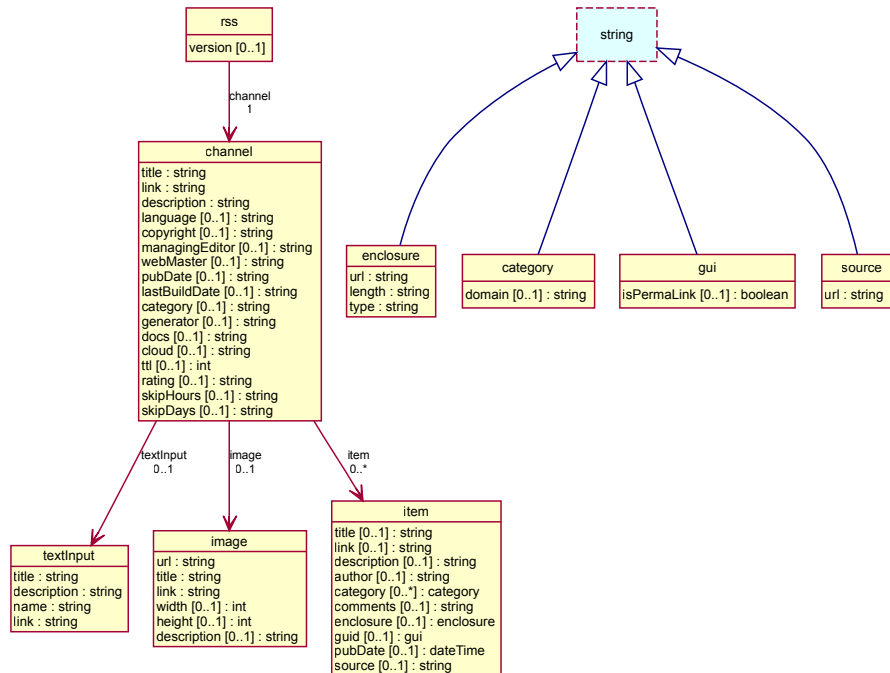 rss
version [0..1]
string
channel
1
channel
title : string
link : string
description : string
language [0..1] : string
copyright [0..1] : string
managingEditor [0..1] : string
webMaster [0..1] : string
pubDate [0..1] : string
lastBuildDate [0..1] : string
category [0..1] : string
generator [0..1] : string
docs [0..1] : string
cloud [0..1] : string
ttl [0..1] : int
rating [0..1] : string
skipHours [0..1] : string
skipDays [0..1] : string
enclosure
url : string
length : string
type : string
category
domain [0..1] : string
gui
isPermaLink [0..1] : boolean
source
url : string
textInput
0..1
image
0..1
item
0..*
textInput
title : string
description : string
name : string
link : string
image
url : string
title : string
link : string
width [0..1] : int
height [0..1] : int
description [0..1] : string
item
title [0..1] : string
link [0..1] : string
description [0..1] : string
author [0..1] : string
category [0..*] : category
comments [0..1] : string
enclosure [0..1] : enclosure
guid [0..1] : gui
pubDate [0..1] : dateTime
source [0..1] : string